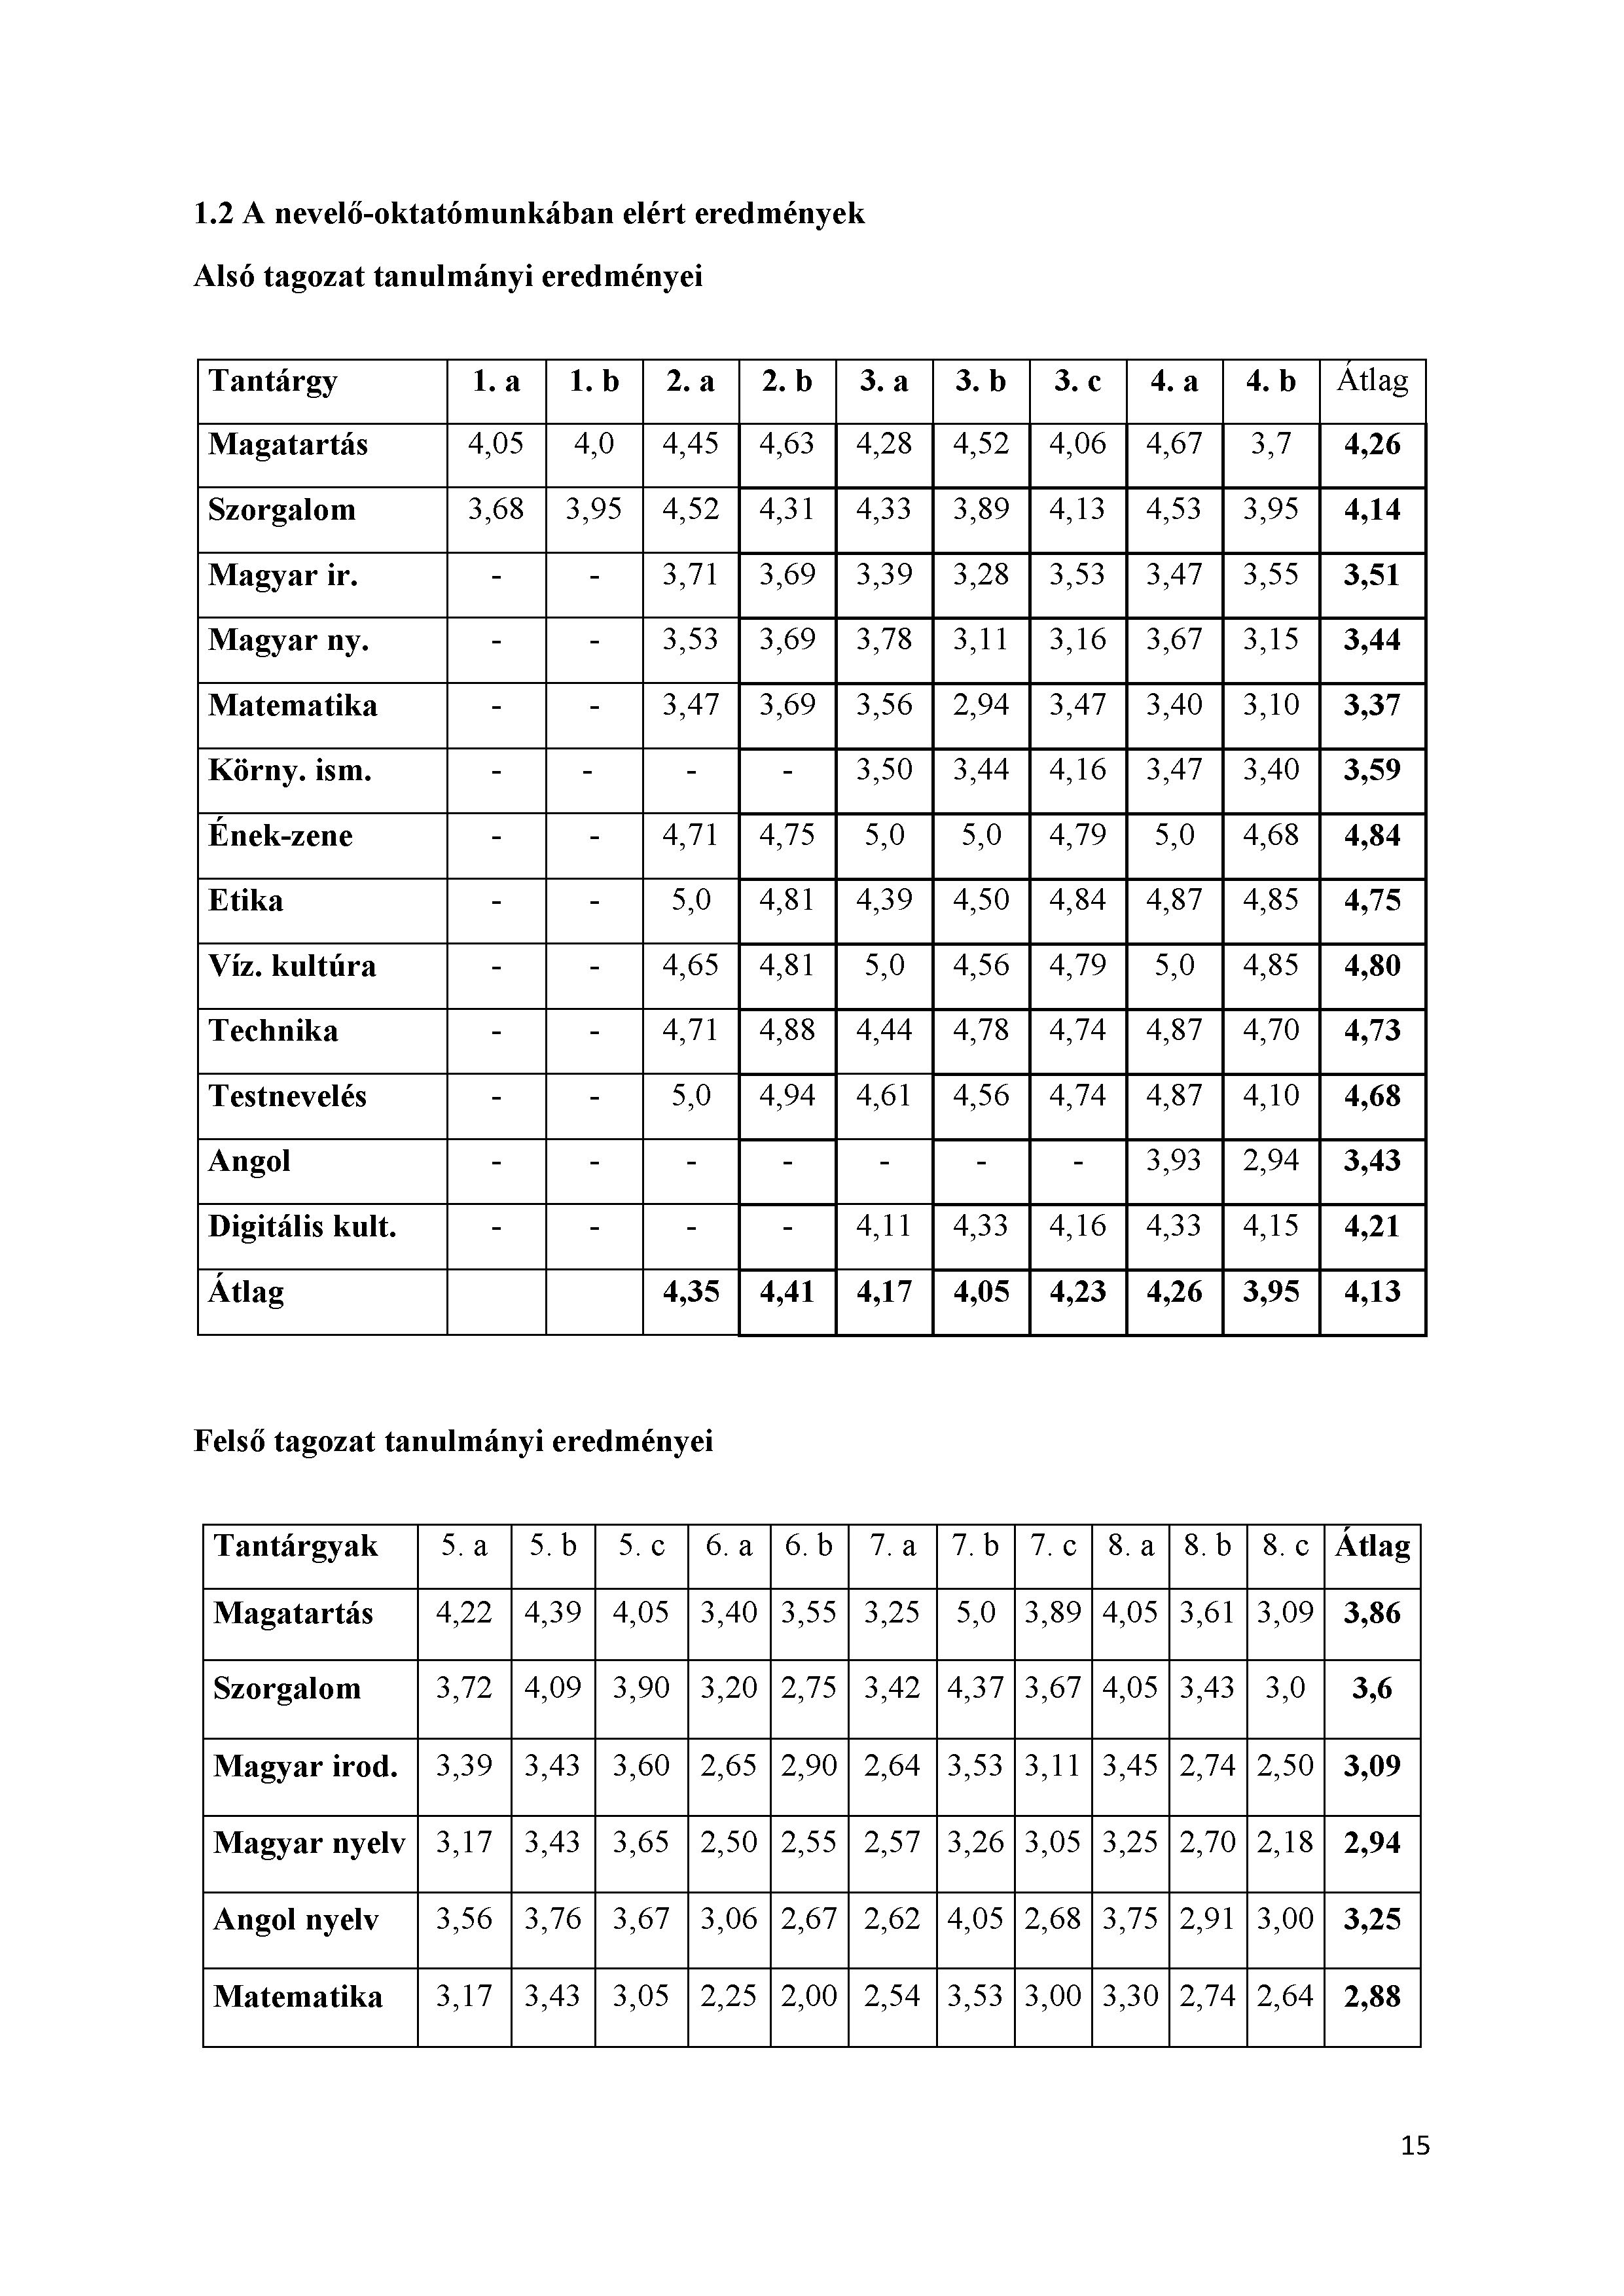 1.2 A nevelő-oktatómunkában elért eredmények
Alsó tagozat tanulmányi eredményei
Tantárgy 1. a 1. b 2. a 2. b 3. a 3. b 3. c 4. a 4. b Átlag
Magatartás 4,05 4,0 4,45 4,63 4,28 4,52 4,06 4,67 3,7 4,26
Szorgalom 3,68 3,95 4,52 4,31 4,33 3,89 4,13 4,53 3,95 4,14
Magyar ir. - - 3,71 3,69 3,39 3,28 3,53 3,47 3,55 3,51
Magyar ny. - - 3,53 3,69 3,78 3,11 3,16 3,67 3,15 3,44
Matematika - - 3,47 3,69 3,56 2,94 3,47 3,40 3,10 3,37
Körny. ism. - - - - 3,50 3,44 4,16 3,47 3,40 3,59
Ének-zene - - 4,71 4,75 5,0 5,0 4,79 5,0 4,68 4,84
Etika - - 5,0 4,81 4,39 4,50 4,84 4,87 4,85 4,75
Víz. kultúra - - 4,65 4,81 5,0 4,56 4,79 5,0 4,85 4,80
Technika - - 4,71 4,88 4,44 4,78 4,74 4,87 4,70 4,73
Testnevelés - - 5,0 4,94 4,61 4,56 4,74 4,87 4,10 4,68
Angol - - - - - - - 3,93 2,94 3,43
Digitális kult. - - - - 4,11 4,33 4,16 4,33 4,15 4,21
Átlag 4,35 4,41 4,17 4,05 4,23 4,26 3,95 4,13
Felső tagozat tanulmányi eredményei
Tantárgyak 5. a 5. b 5. c 6. a 6. b 7. a 7. b 7. c 8. a 8. b 8. c Átlag
Magatartás 4,22 4,39 4,05 3,40 3,55 3,25 5,0 3,89 4,05 3,61 3,09 3,86
Szorgalom 3,72 4,09 3,90 3,20 2,75 3,42 4,37 3,67 4,05 3,43 3,0 3,6
Magyar irod. 3,39 3,43 3,60 2,65 2,90 2,64 3,53 3,11 3,45 2,74 2,50 3,09
Magyar nyelv 3,17 3,43 3,65 2,50 2,55 2,57 3,26 3,05 3,25 2,70 2,18 2,94
Angol nyelv 3,56 3,76 3,67 3,06 2,67 2,62 4,05 2,68 3,75 2,91 3,00 3,25
Matematika 3,17 3,43 3,05 2,25 2,00 2,54 3,53 3,00 3,30 2,74 2,64 2,88
15